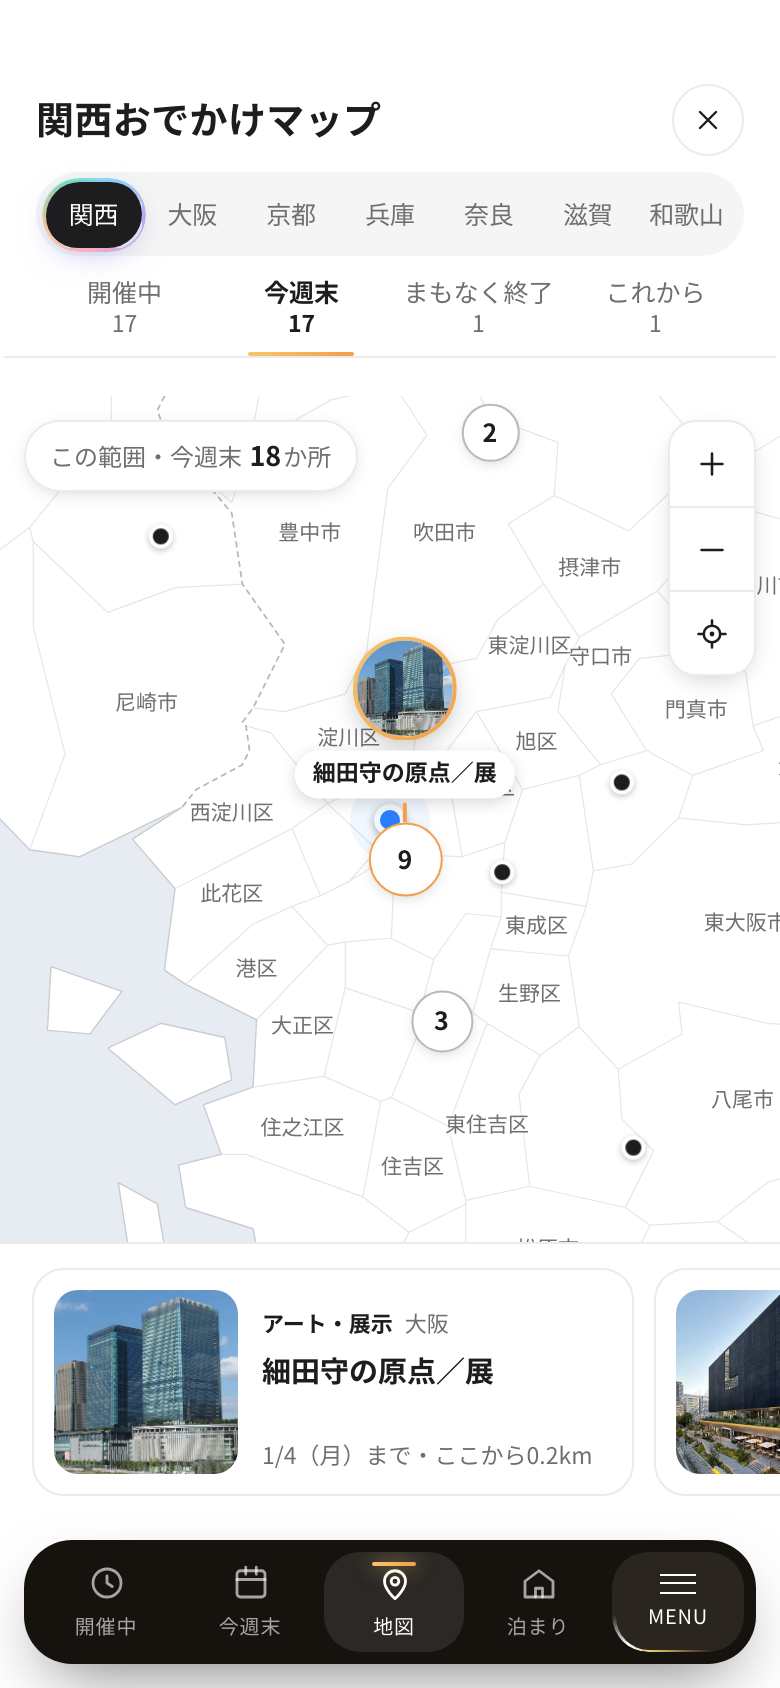 関西おでかけマップ
関西 大阪 京都 兵庫 奈良 滋賀 和歌山
開催中 今週末 まもなく終了 これから
17 17 1 1
2
この範囲・今週末 18か所
豊中市 吹田市
摂津市
東淀川区 守口市
尼崎市 門真市
淀川区 旭区
細田守の原点／展
西淀川区
9
此花区
東成区 東大阪市
港区
生野区
大正区 3
八尾市
住之江区 東住吉区
住吉区
アート・展示 大阪
細田守の原点／展
1/4（月）まで・ここから0.2km
開催中 今週末 地図 泊まり MENU